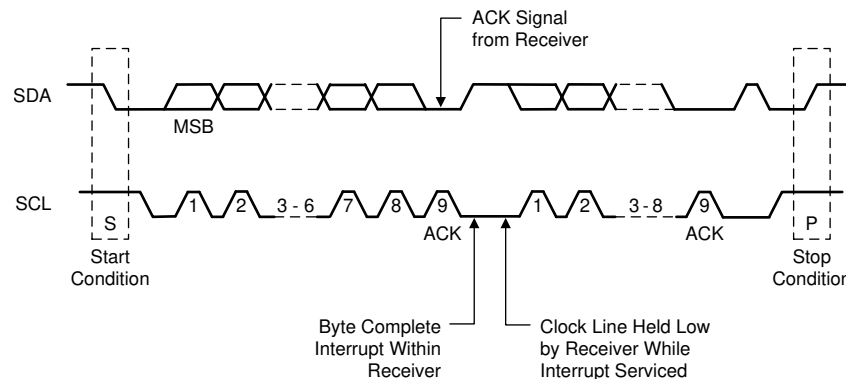 ACK Signal
from Receiver
SDA
MSB
SCL
1 2 3 - 6 7 8 9 1 2 3 - 8 9
S
ACK
ACK
P
Start
Condition
Stop
Condition
Byte Complete
Interrupt Within
Receiver
Clock Line Held Low
by Receiver While
Interrupt Serviced